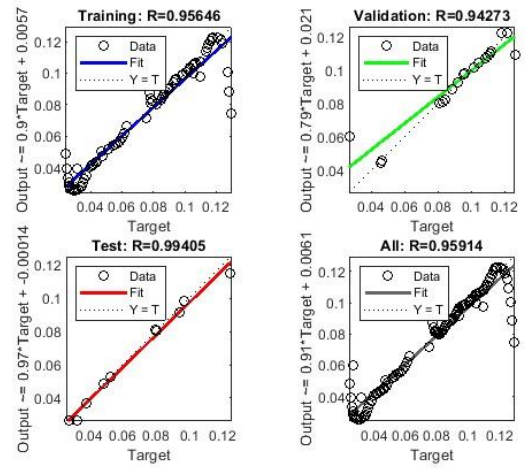 Training: R=0.95646
Output ~= 0.9*Target + 0.0057
0.12
0.1
0.08
0.06
0.04
Data
Fit
Y = T
0.04 0.06 0.08 0.1 0.12
Target
Validation: R=0.94273
Output ~= 0.79*Target + 0.021
0.12
0.1
0.08
0.06
0.04
Data
Fit
Y = T
0.04 0.06 0.08 0.1 0.12
Target
Test: R=0.99405
Output ~= 0.97*Target + -0.00014
0.12
0.1
0.08
0.06
0.04
Data
Fit
Y = T
0.04 0.06 0.08 0.1 0.12
Target
All: R=0.95914
Output ~= 0.91*Target + 0.0061
0.12
0.1
0.08
0.06
0.04
Data
Fit
Y = T
0.04 0.06 0.08 0.1 0.12
Target